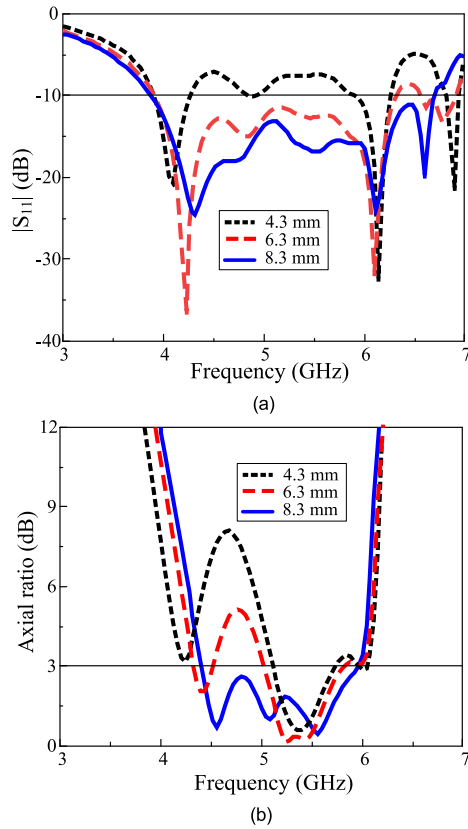 0
-10
-20
-30
-40
|S11| (dB)
4.3 mm
6.3 mm
8.3 mm
3 4 5 6 7
Frequency (GHz)
(a)
12
9
6
3
0
Axial ratio (dB)
4.3 mm
6.3 mm
8.3 mm
3 4 5 6 7
Frequency (GHz)
(b)